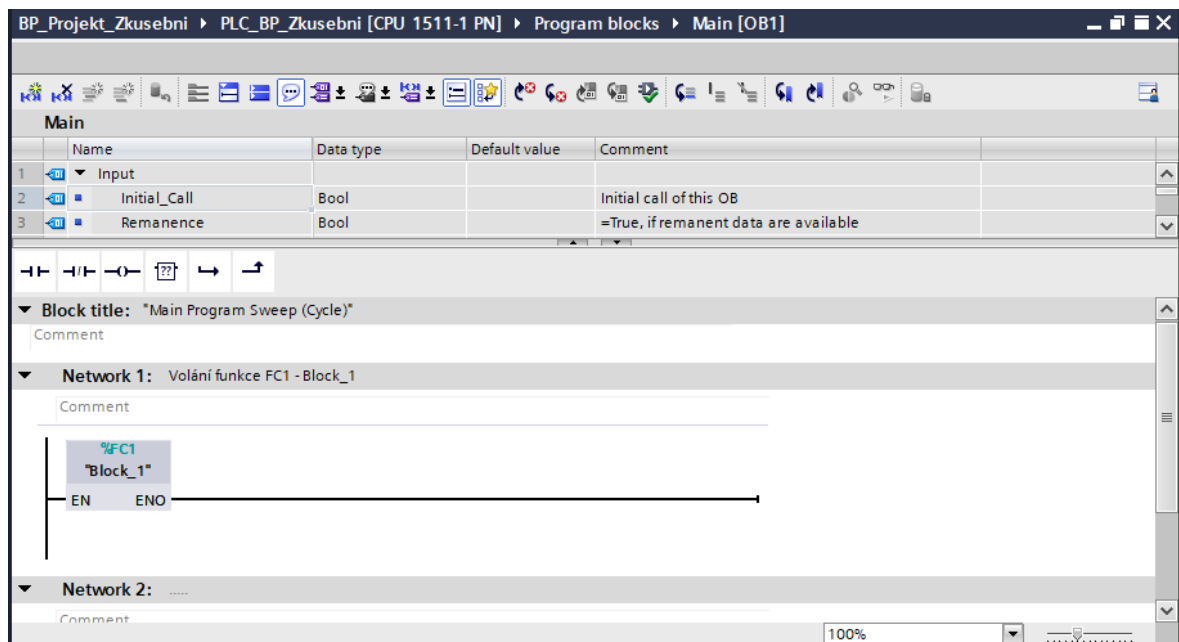 BP_Projekt_Zkusebni ▸ PLC_BP_Zkusebni [CPU 1511-1 PN] ▸ Program blocks ▸ Main [OB1]
Main
Name Data type Default value Comment
1 Input
2 Initial_Call Bool Initial call of this OB
3 Remanence Bool =True, if remanent data are available
??
Block title: "Main Program Sweep (Cycle)"
Comment
Network 1: Volání funkce FC1 - Block_1
Comment
%FC1
"Block_1"
EN ENO
Network 2: .....
Comment
100%